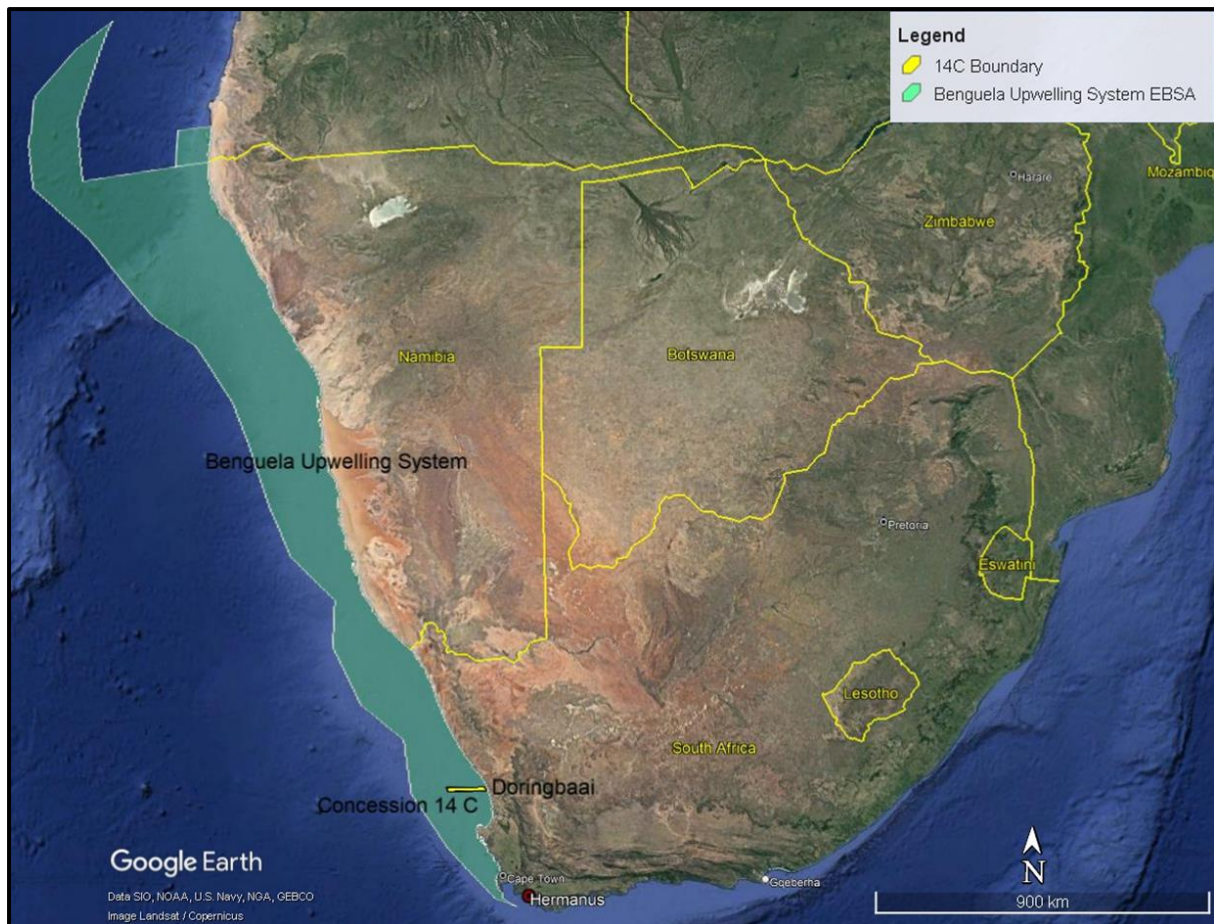 Legend
14C Boundary
Benguela Upwelling System EBSA
Harare
Mozambiq
Zimbabwe
Namibia
Botswana
Benguela Upwelling System
Pretoria
Eswatini
Lesotho
South Africa
Doringbaai
Concession 14 C
Google Earth
Cape Town
Gqeberha
N
Data SIO, NOAA, U.S. Navy, NGA, GEBCO
Hermanus
900 km
Image Landsat / Copernicus